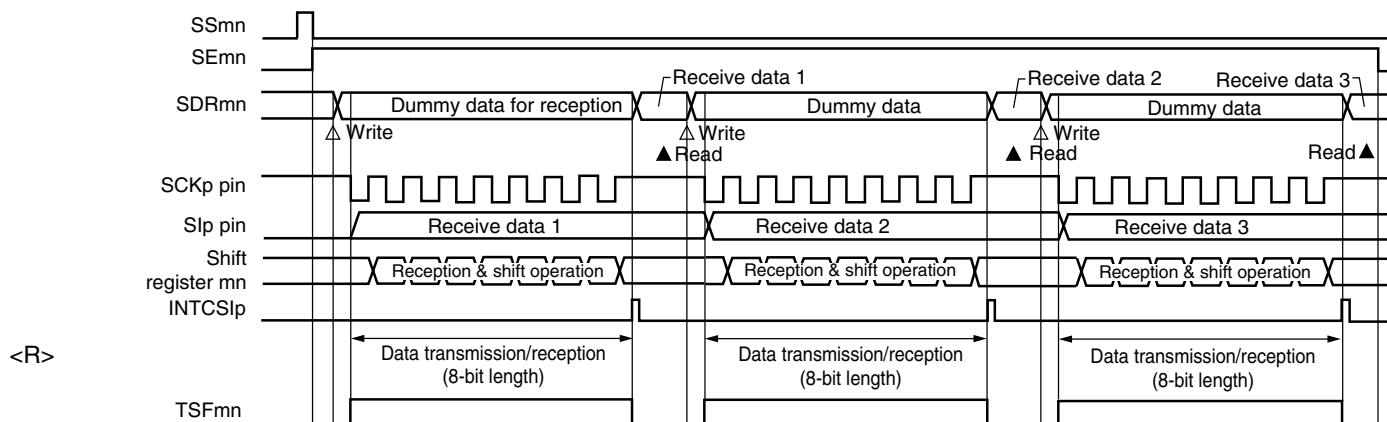 SSmn
SEmn
Receive data 1
Receive data 2
Receive data 3
SDRmn
Dummy data for reception
Dummy data
Dummy data
Write
Write
Write
Read
Read
Read
SCKp pin
SIp pin
Receive data 1
Receive data 2
Receive data 3
Shift
register mn
Reception & shift operation
Reception & shift operation
Reception & shift operation
INTCSIp
<R>
Data transmission/reception
(8-bit length)
Data transmission/reception
(8-bit length)
Data transmission/reception
(8-bit length)
TSFmn